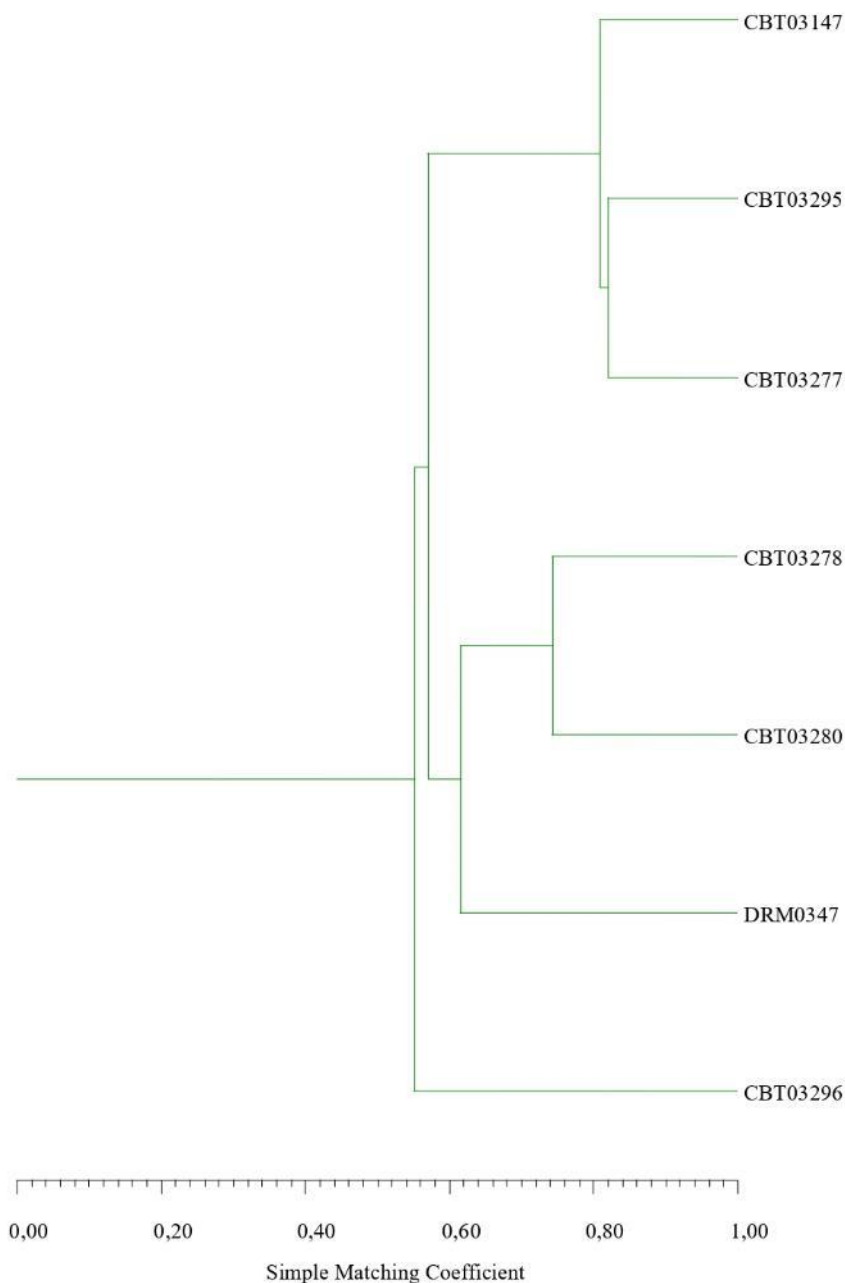 CBT03147
CBT03295
CBT03277
CBT03278
CBT03280
DRM0347
CBT03296
0,00 0,20 0,40 0,60 0,80 1,00
Simple Matching Coefficient